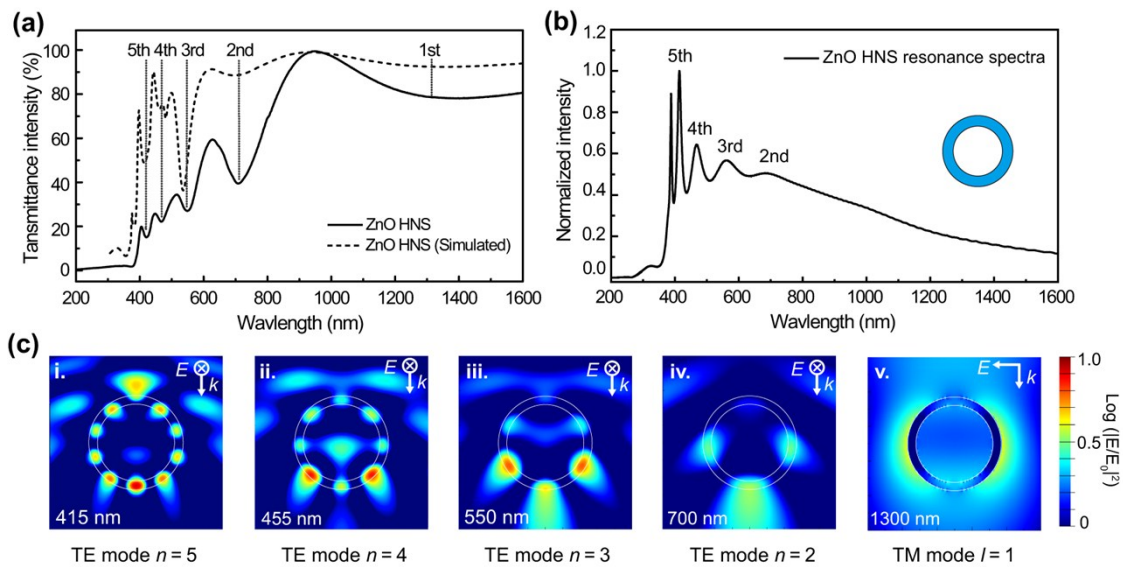 (a)
Tansmittance intensity (%)
100
80
60
40
20
0
5th 4th 3rd 2nd 1st
ZnO HNS
ZnO HNS (Simulated)
200 400 600 800 1000 1200 1400 1600
Wavlength (nm)
(b)
Normalized intensity
1.2
1.0
0.8
0.6
0.4
0.2
0.0
ZnO HNS resonance spectra
5th
4th
3rd
2nd
200 400 600 800 1000 1200 1400 1600
Wavlength (nm)
(c)
i. E k
415 nm
TE mode n = 5
ii. E k
455 nm
TE mode n = 4
iii. E k
550 nm
TE mode n = 3
iv. E k
700 nm
TE mode n = 2
v. E k
1300 nm
TM mode l = 1
1.0
0.5
0
Log (|E/E₀|²)